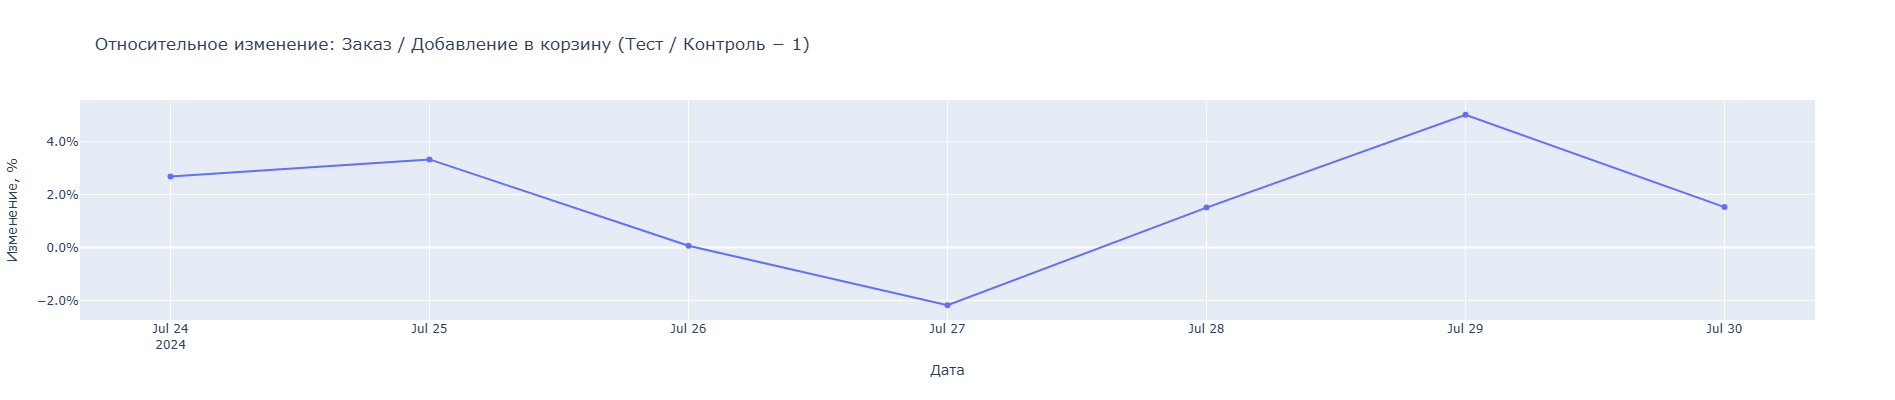 Относительное изменение: Заказ / Добавление в корзину (Тест / Контроль − 1)
Изменение, %
4.0%
2.0%
0.0%
−2.0%
Jul 24
2024
Jul 25
Jul 26
Jul 27
Jul 28
Jul 29
Jul 30
Дата